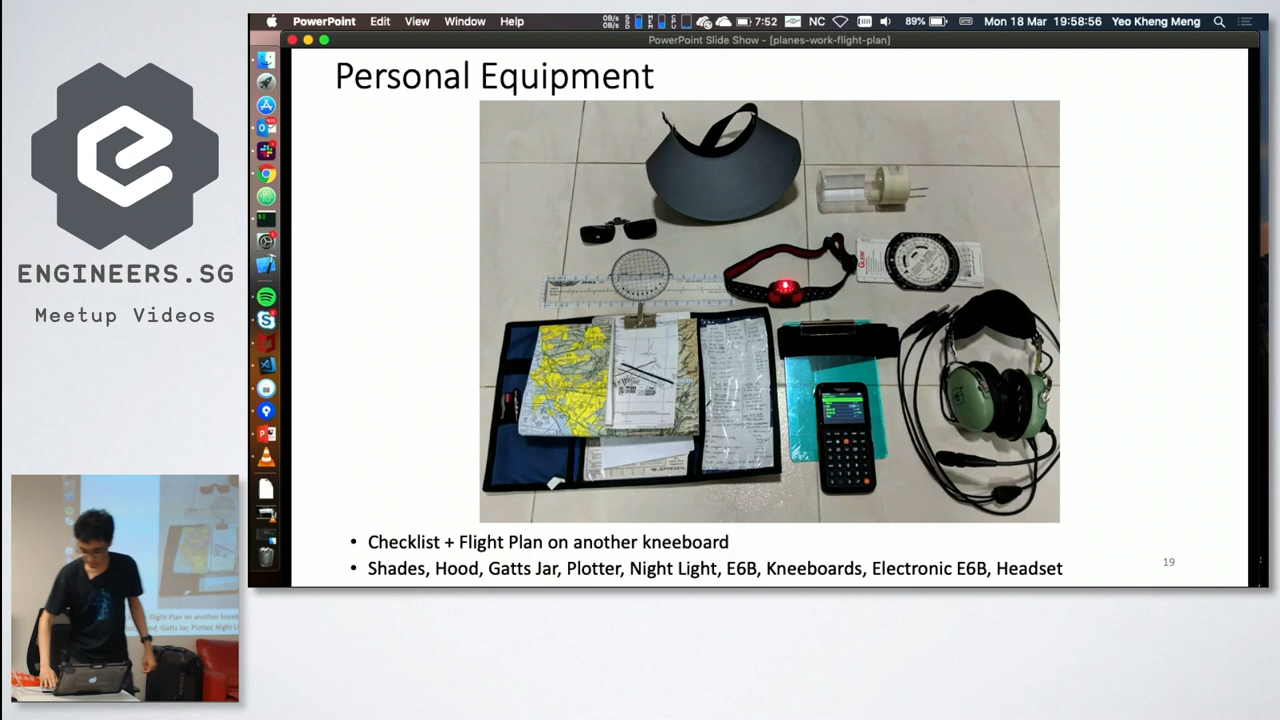 PowerPoint Edit View Window Help 7:52 NC 89% Mon 18 Mar 19:58:56 Yeo Kheng Meng
PowerPoint Slide Show - [planes-work-flight-plan]
Personal Equipment
ENGINEERS.SG
Meetup Videos
JEPPESEN
• Checklist + Flight Plan on another kneeboard
• Shades, Hood, Gatts Jar, Plotter, Night Light, E6B, Kneeboards, Electronic E6B, Headset
19